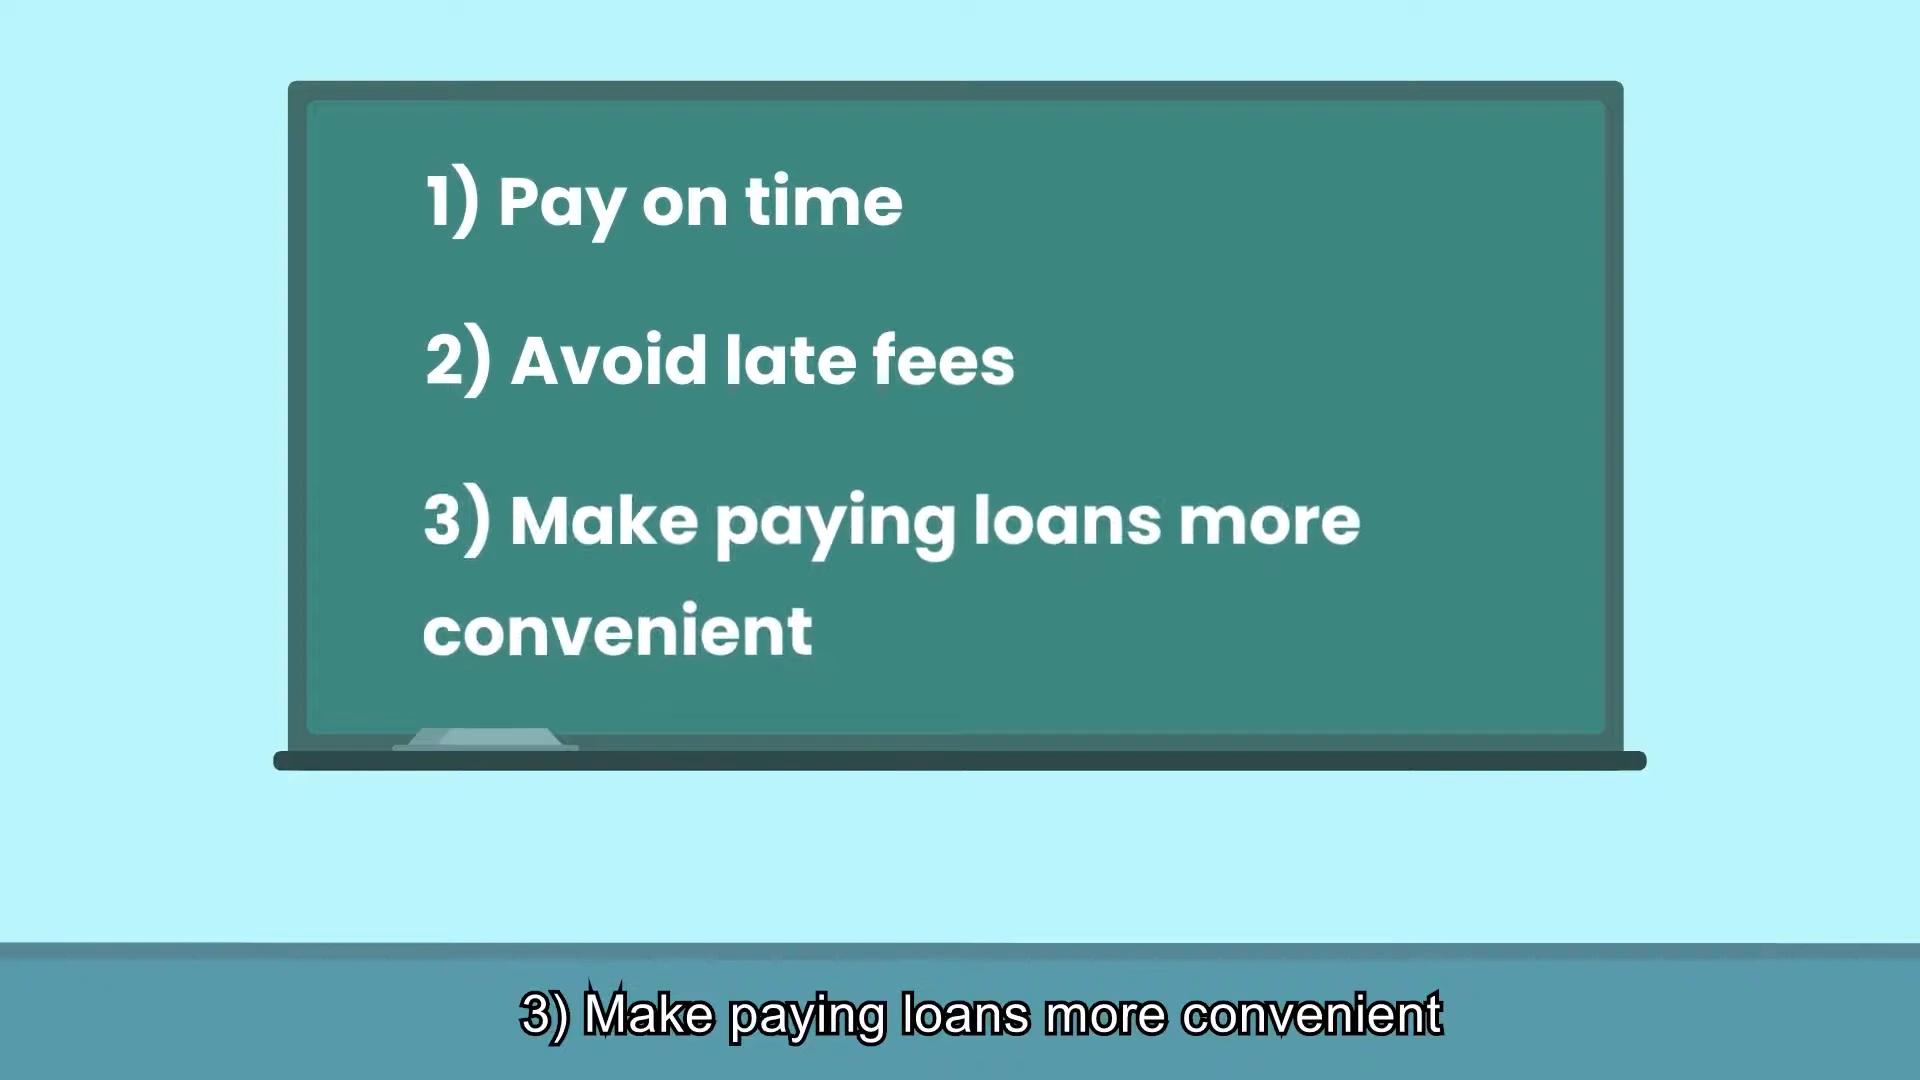 1) Pay on time
2) Avoid late fees
3) Make paying loans more
convenient
3) Make paying loans more convenient